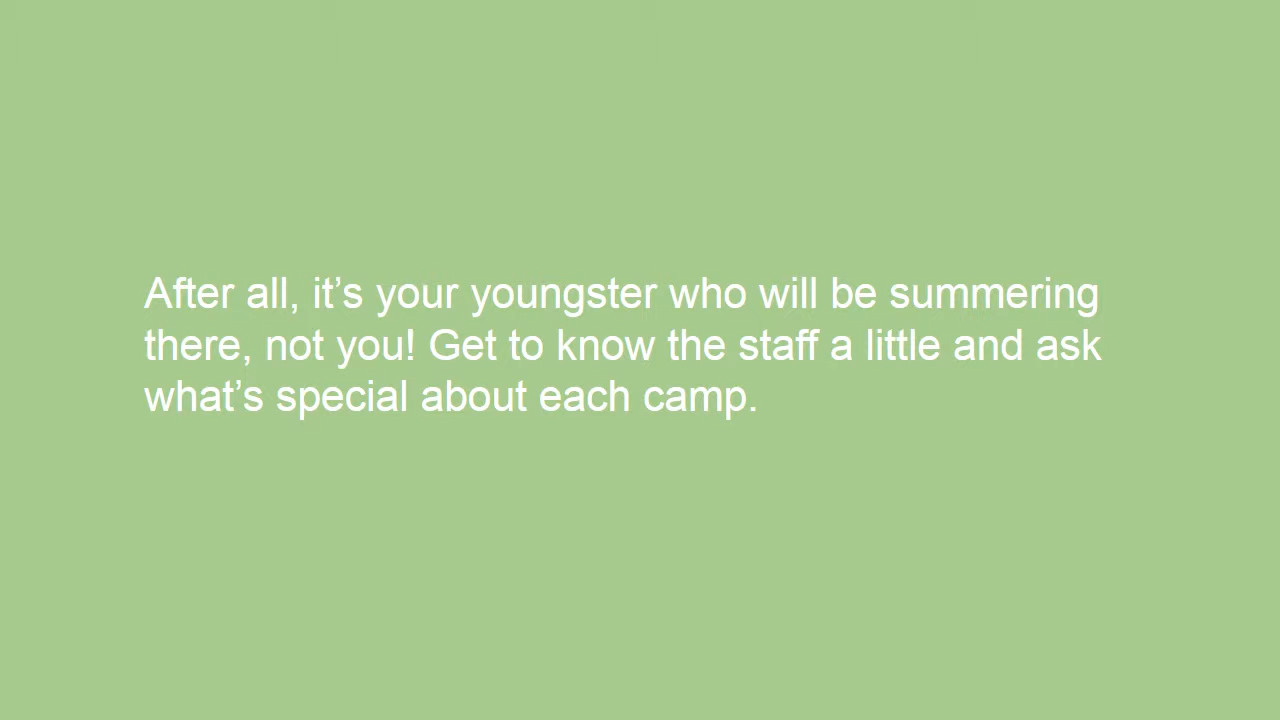 After all, it’s your youngster who will be summering
there, not you! Get to know the staff a little and ask
what’s special about each camp.